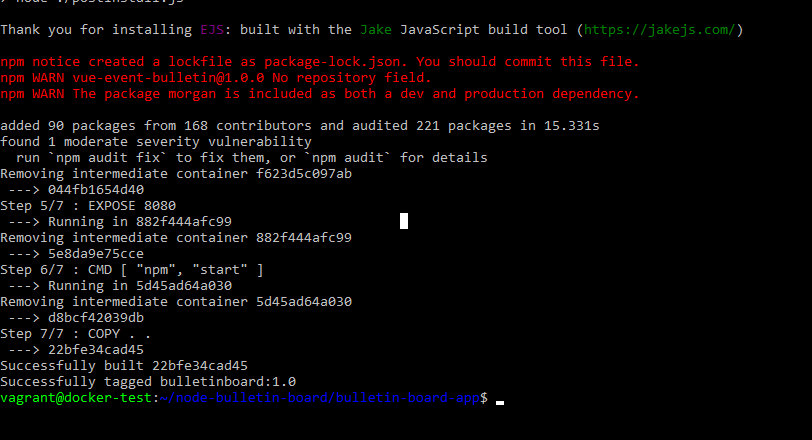 > node ./postinstall.js
Thank you for installing EJS: built with the Jake JavaScript build tool (https://jakejs.com/)
npm notice created a lockfile as package-lock.json. You should commit this file.
npm WARN vue-event-bulletin@1.0.0 No repository field.
npm WARN The package morgan is included as both a dev and production dependency.
added 90 packages from 168 contributors and audited 221 packages in 15.331s
found 1 moderate severity vulnerability
  run `npm audit fix` to fix them, or `npm audit` for details
Removing intermediate container f623d5c097ab
 ---> 044fb1654d40
Step 5/7 : EXPOSE 8080
 ---> Running in 882f444afc99
Removing intermediate container 882f444afc99
 ---> 5e8da9e75cce
Step 6/7 : CMD [ "npm", "start" ]
 ---> Running in 5d45ad64a030
Removing intermediate container 5d45ad64a030
 ---> d8bcf42039db
Step 7/7 : COPY . .
 ---> 22bfe34cad45
Successfully built 22bfe34cad45
Successfully tagged bulletinboard:1.0
vagrant@docker-test:~/node-bulletin-board/bulletin-board-app$